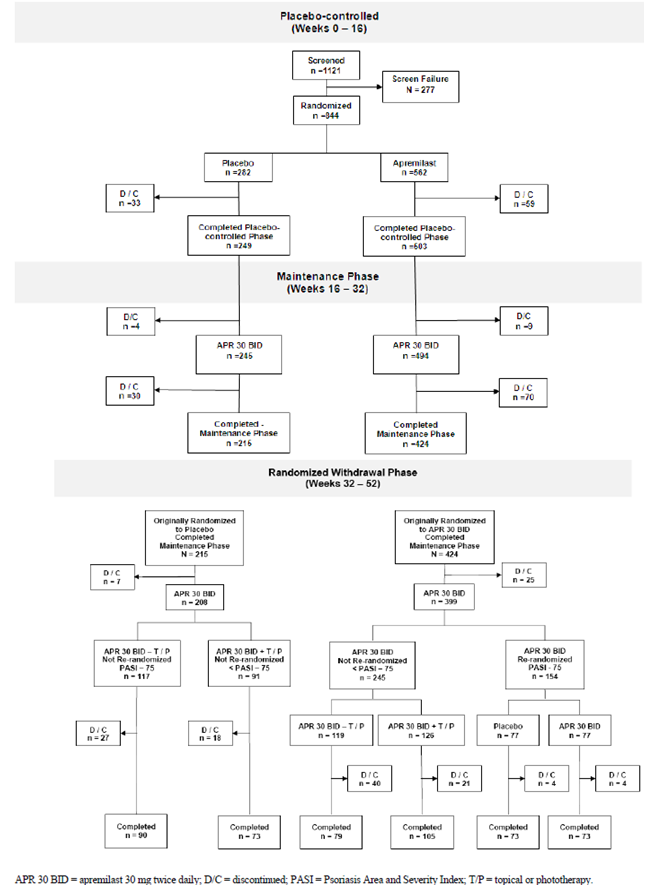 Placebo-controlled
(Weeks 0 – 16)
Screened
n =1121
Screen Failure
N = 277
Randomized
n =844
Placebo
n =282
Apremilast
n =562
D / C
n =33
D / C
n =59
Completed Placebo-
controlled Phase
n =249
Completed Placebo-
controlled Phase
n =503
Maintenance Phase
(Weeks 16 – 32)
D/C
n =4
D/C
n =9
APR 30 BID
n =245
APR 30 BID
n =494
D / C
n =30
D / C
n =70
Completed -
Maintenance Phase
n =215
Completed
Maintenance Phase
n =424
Randomized Withdrawal Phase
(Weeks 32 – 52)
Originally Randomized
to Placebo
Completed
Maintenance Phase
N = 215
Originally Randomized
to APR 30 BID
Completed
Maintenance Phase
N = 424
D / C
n = 7
D / C
n = 25
APR 30 BID
n = 208
APR 30 BID
n = 399
APR 30 BID – T / P
Not Re-randomized
PASI – 75
n = 117
APR 30 BID + T / P
Not Re-randomized
< PASI – 75
n = 91
APR 30 BID
Not Re-randomized
< PASI – 75
n = 245
APR 30 BID
Re-randomized
PASI - 75
n = 154
D / C
n = 27
D / C
n = 18
APR 30 BID – T / P
n = 119
APR 30 BID + T / P
n = 126
Placebo
n = 77
APR 30 BID
n = 77
D / C
n = 40
D / C
n = 21
D / C
n = 4
D / C
n = 4
Completed
n = 90
Completed
n = 73
Completed
n = 79
Completed
n = 105
Completed
n = 73
Completed
n = 73
APR 30 BID = apremilast 30 mg twice daily; D/C = discontinued; PASI = Psoriasis Area and Severity Index; T/P = topical or phototherapy.